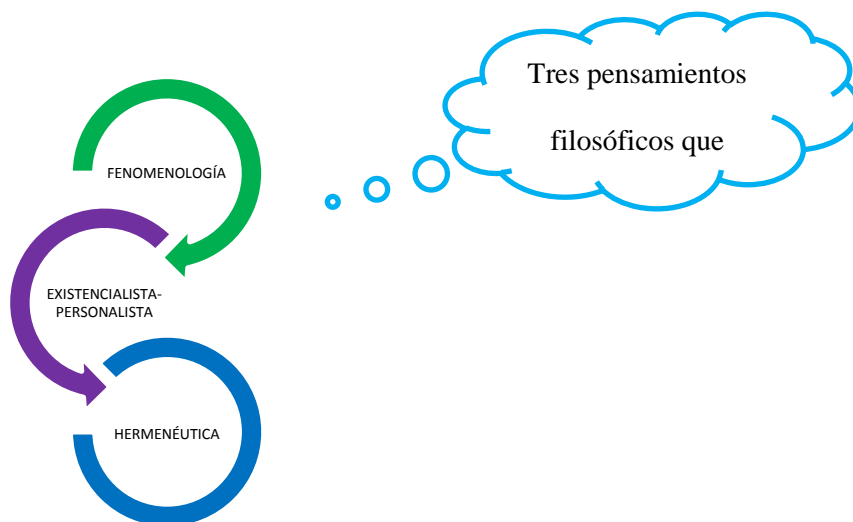 Tres pensamientos
filosóficos que
FENOMENOLOGÍA
EXISTENCIALISTA-
PERSONALISTA
HERMENÉUTICA